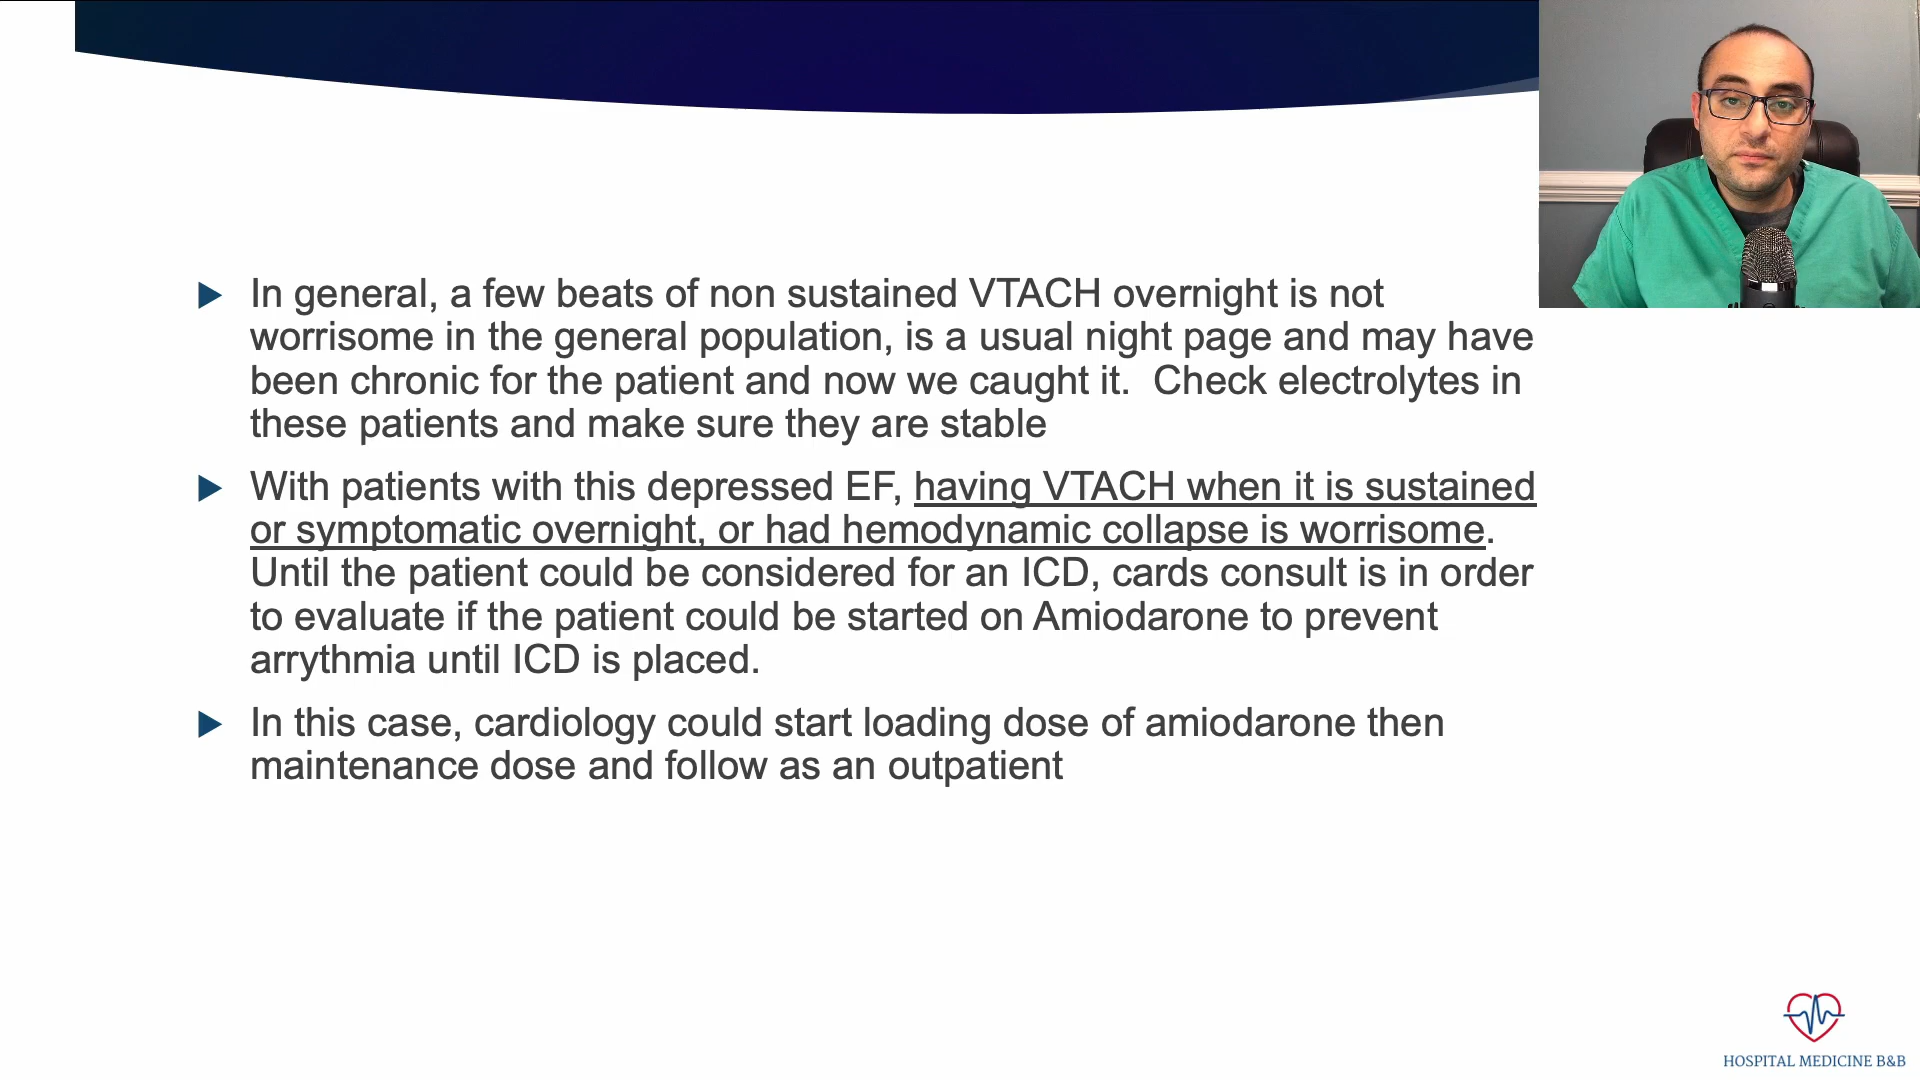 In general, a few beats of non sustained VTACH overnight is not
worrisome in the general population, is a usual night page and may have
been chronic for the patient and now we caught it.  Check electrolytes in
these patients and make sure they are stable
With patients with this depressed EF, having VTACH when it is sustained
or symptomatic overnight, or had hemodynamic collapse is worrisome.
Until the patient could be considered for an ICD, cards consult is in order
to evaluate if the patient could be started on Amiodarone to prevent
arrythmia until ICD is placed.
In this case, cardiology could start loading dose of amiodarone then
maintenance dose and follow as an outpatient
HOSPITAL MEDICINE B&B